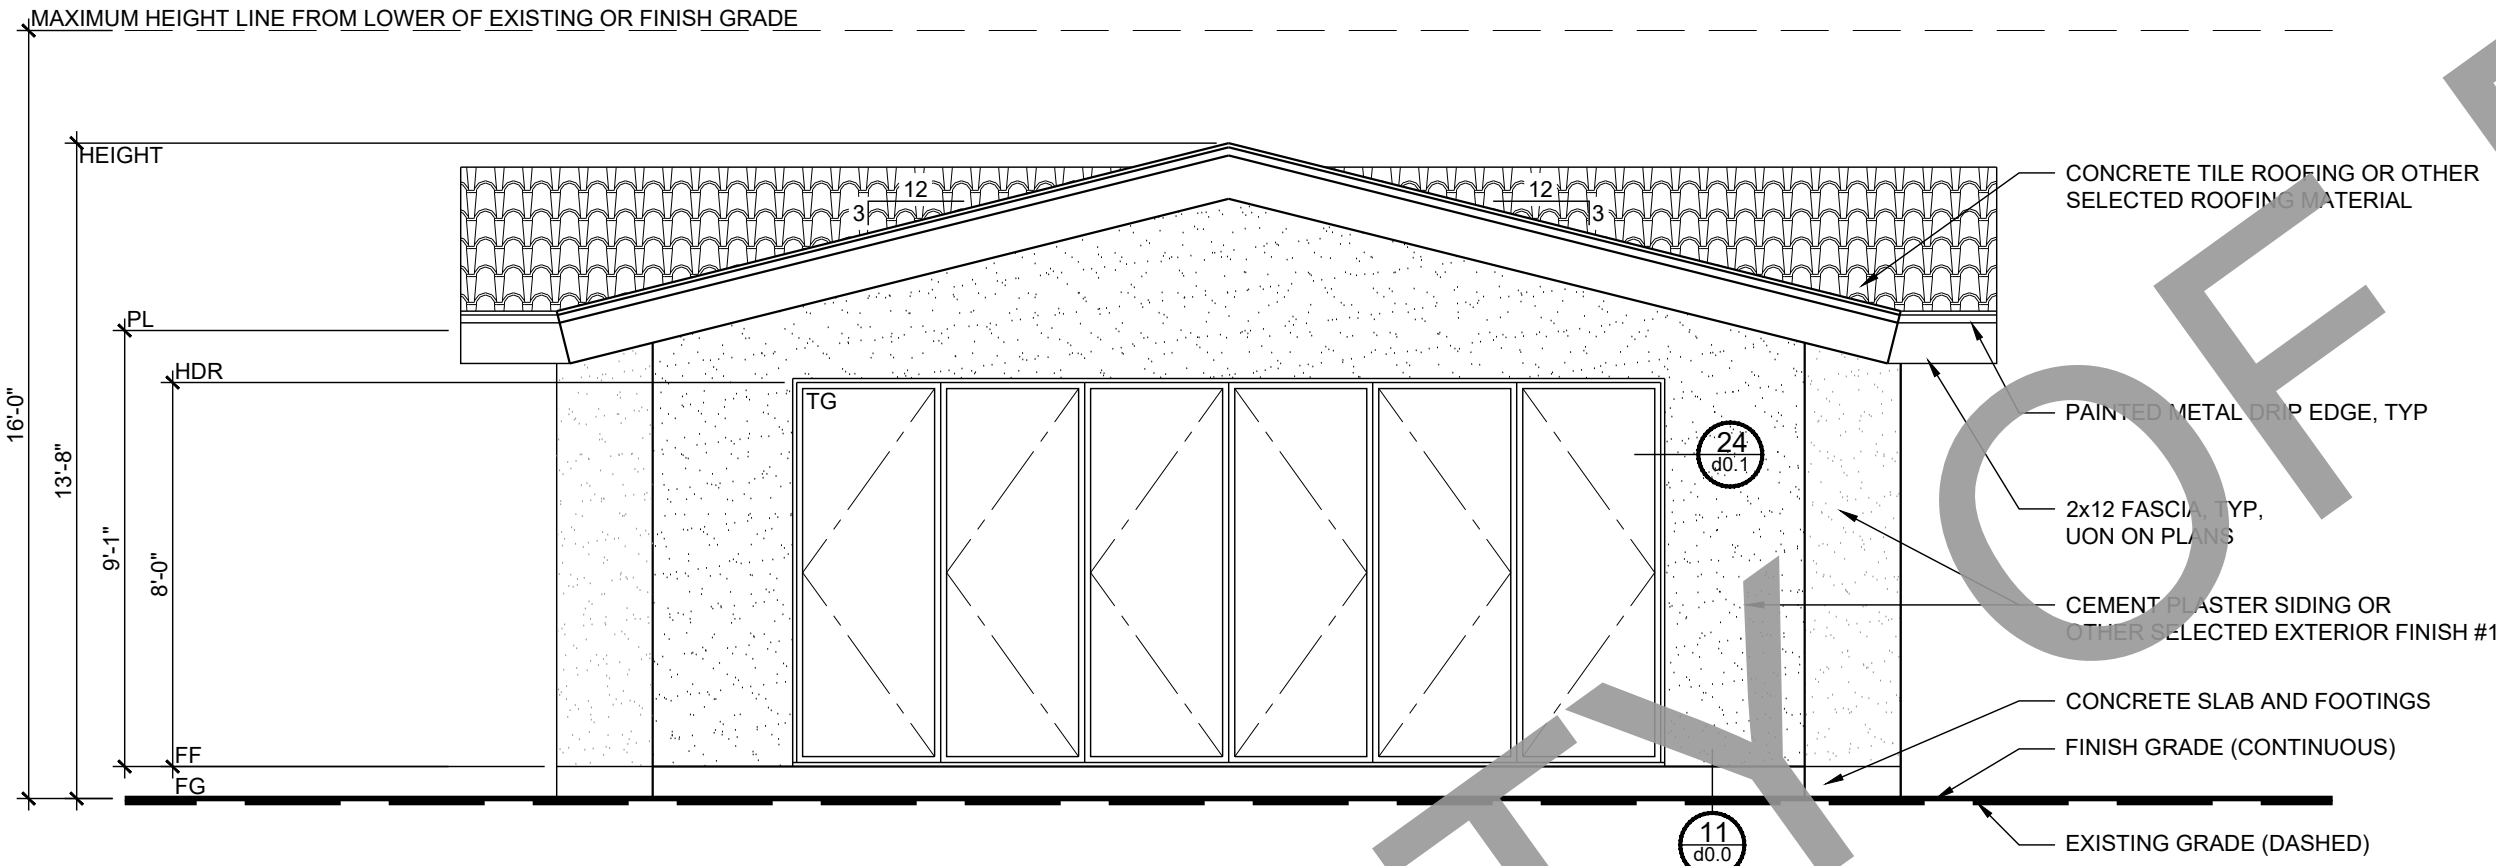 MAXIMUM HEIGHT LINE FROM LOWER OF EXISTING OR FINISH GRADE
HEIGHT
12
3
12
3
CONCRETE TILE ROOFING OR OTHER
SELECTED ROOFING MATERIAL
PL
HDR
TG
16'-0"
13'-8"
9'-1"
8'-0"
24
d0.1
PAINTED METAL DRIP EDGE, TYP
2x12 FASCIA, TYP,
UON ON PLANS
CEMENT PLASTER SIDING OR
OTHER SELECTED EXTERIOR FINISH #1
CONCRETE SLAB AND FOOTINGS
FINISH GRADE (CONTINUOUS)
FF
FG
11
d0.0
EXISTING GRADE (DASHED)
TY OF